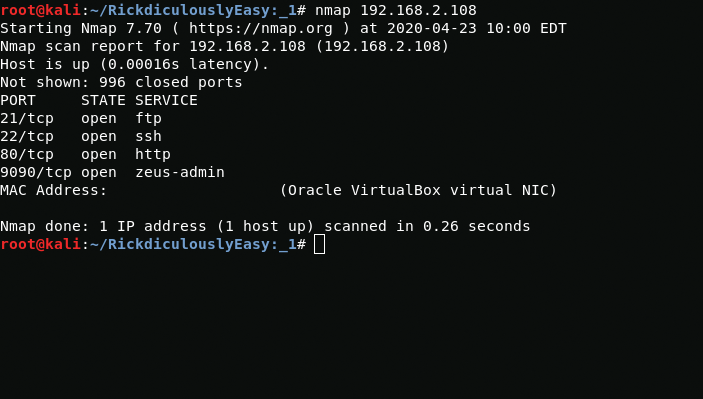 root@kali:~/RickdiculouslyEasy:_1# nmap 192.168.2.108
Starting Nmap 7.70 ( https://nmap.org ) at 2020-04-23 10:00 EDT
Nmap scan report for 192.168.2.108 (192.168.2.108)
Host is up (0.00016s latency).
Not shown: 996 closed ports
PORT     STATE SERVICE
21/tcp   open  ftp
22/tcp   open  ssh
80/tcp   open  http
9090/tcp open  zeus-admin
MAC Address:                   (Oracle VirtualBox virtual NIC)
Nmap done: 1 IP address (1 host up) scanned in 0.26 seconds
root@kali:~/RickdiculouslyEasy:_1#